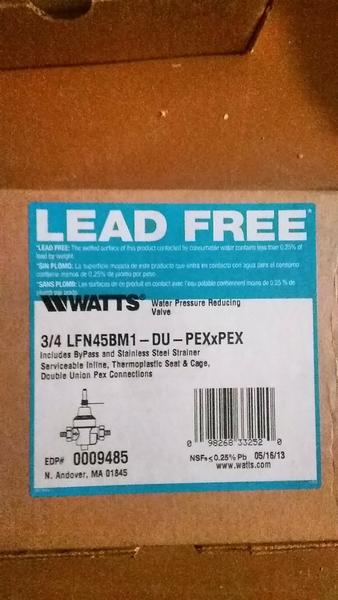 LEAD FREE*
*LEAD FREE: The wetted surface of this product contacted by consumable water contains less than 0.25% of
lead by weight.
*SIN PLOMO: La superficie mojada de este producto que entra en contacto con agua para el consumo
contiene menos de 0.25% de plomo por peso.
*SANS PLOMB: Les surfaces de ce produit en contact avec l'eau potable contiennent moins de 0.25 % de
plomb par poids.
WATTS® Water Pressure Reducing
Valve
3/4 LFN45BM1-DU-PEXxPEX
Includes ByPass and Stainless Steel Strainer
Serviceable Inline, Thermoplastic Seat & Cage,
Double Union Pex Connections
EDP# 0009485
N. Andover, MA 01845
0 98268 33252 0
NSF® ≤0.25% Pb 05/16/13
www.watts.com